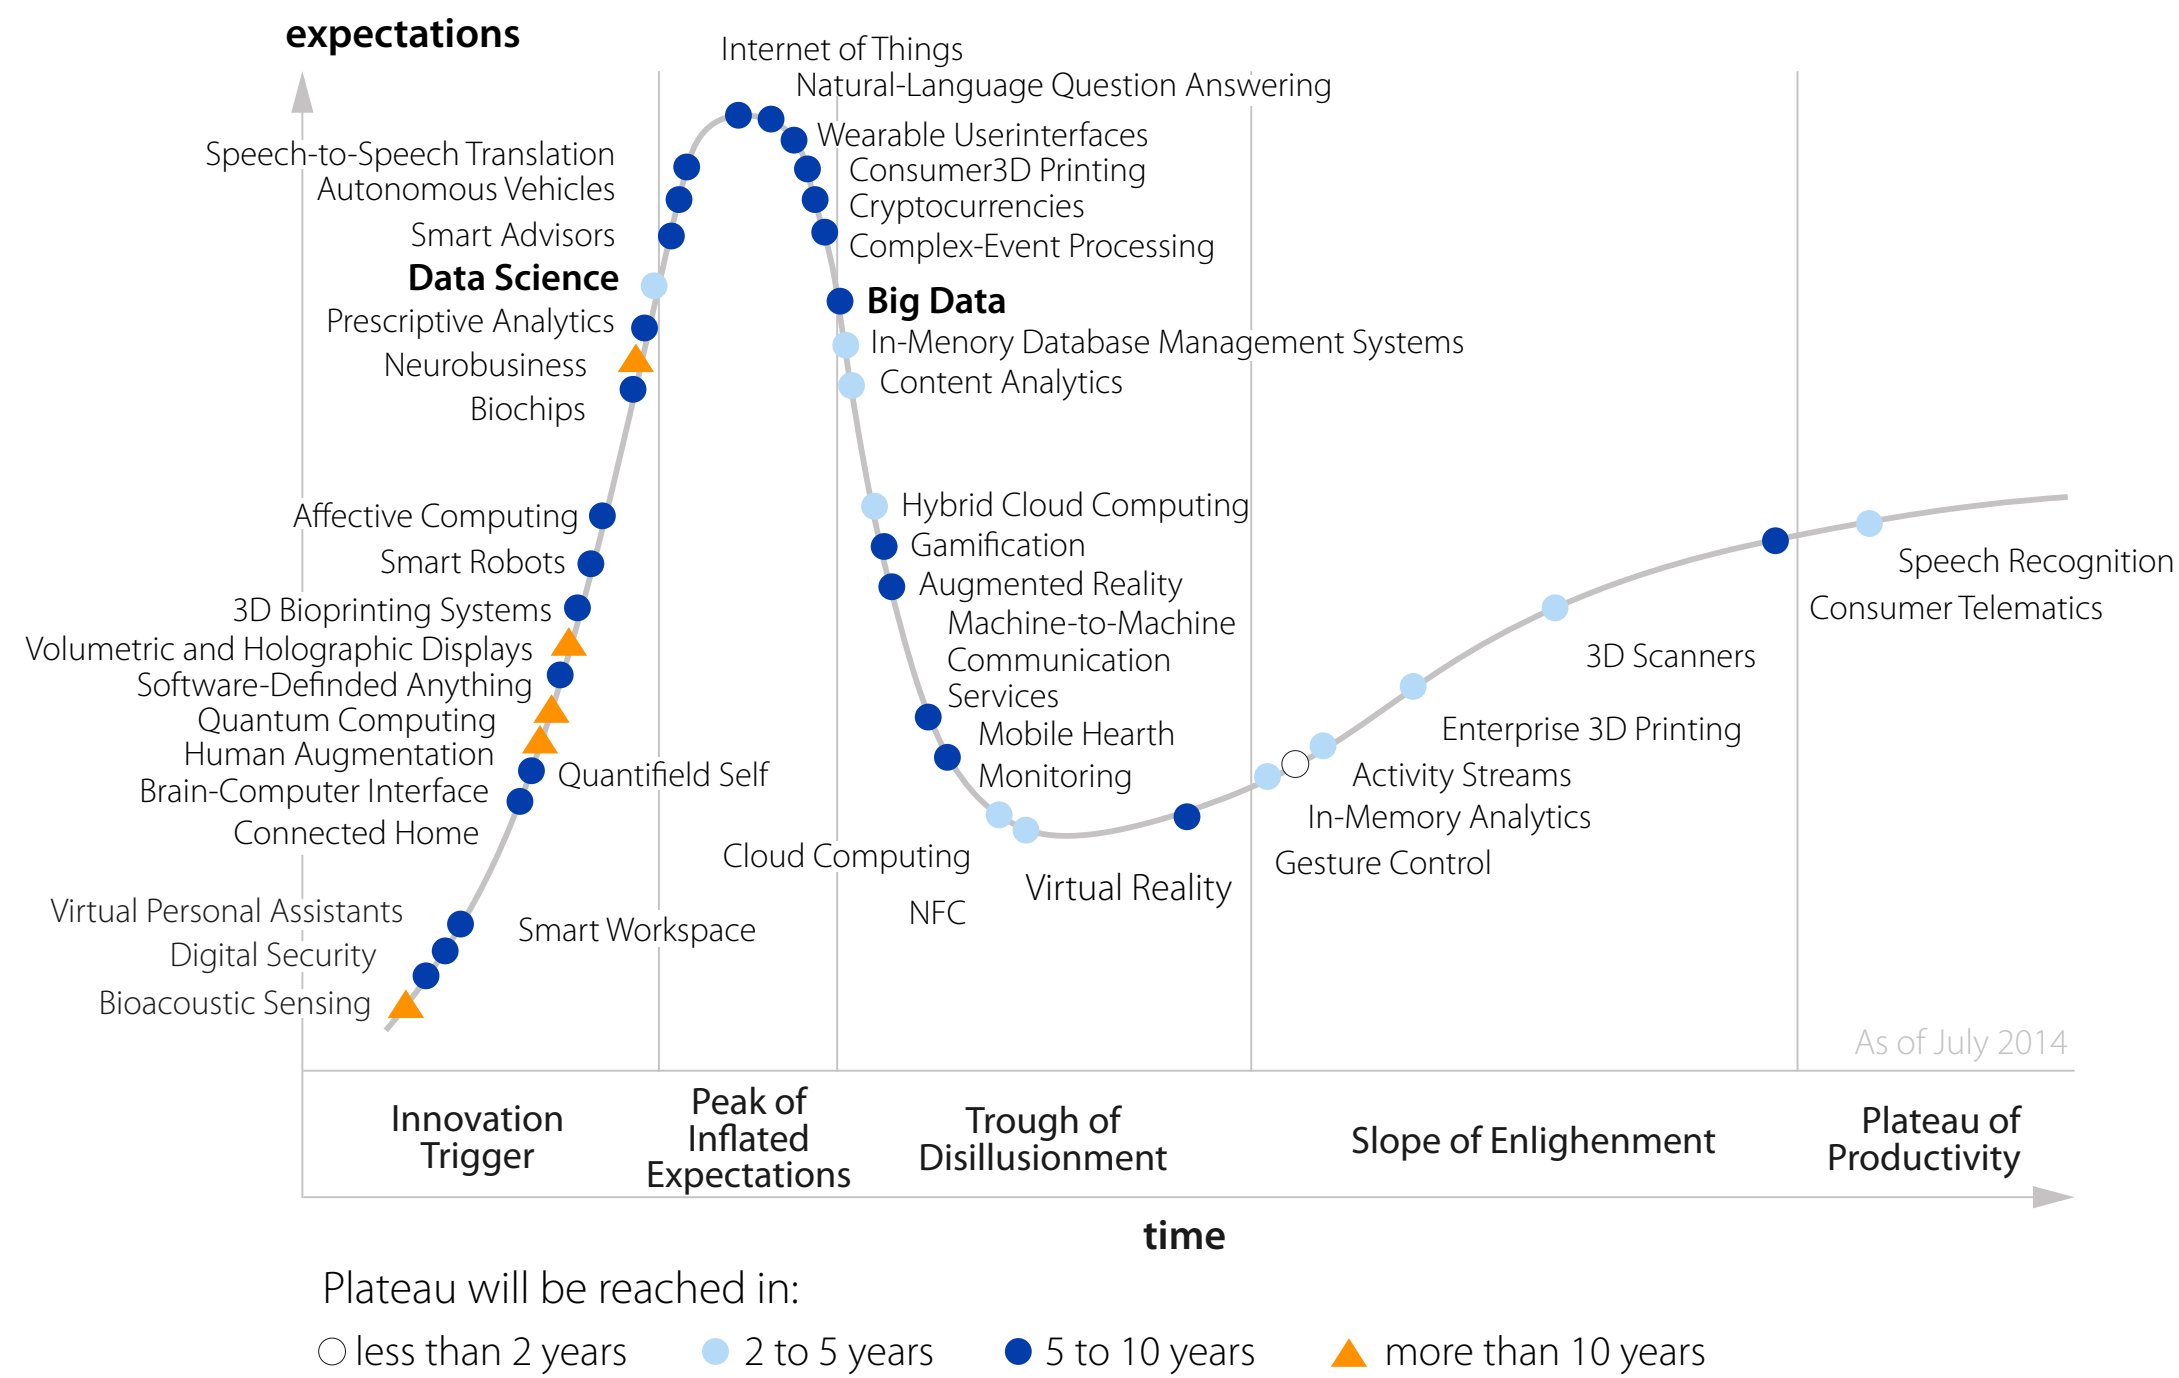 expectations
Internet of Things
Natural-Language Question Answering
Wearable Userinterfaces
Speech-to-Speech Translation
Consumer3D Printing
Autonomous Vehicles
Cryptocurrencies
Smart Advisors
Complex-Event Processing
Data Science
Big Data
Prescriptive Analytics
In-Menory Database Management Systems
Neurobusiness
Content Analytics
Biochips
Hybrid Cloud Computing
Affective Computing
Gamification
Smart Robots
Speech Recognition
Augmented Reality
3D Bioprinting Systems
Consumer Telematics
Machine-to-Machine
Communication
Services
Volumetric and Holographic Displays
3D Scanners
Software-Definded Anything
Quantum Computing
Enterprise 3D Printing
Mobile Hearth
Monitoring
Human Augmentation
Quantifield Self
Activity Streams
Brain-Computer Interface
In-Memory Analytics
Connected Home
Cloud Computing
Gesture Control
Virtual Reality
Virtual Personal Assistants
NFC
Smart Workspace
Digital Security
Bioacoustic Sensing
As of July 2014
Innovation
Trigger
Peak of
Inflated
Expectations
Trough of
Disillusionment
Slope of Enlighenment
Plateau of
Productivity
time
Plateau will be reached in:
less than 2 years
2 to 5 years
5 to 10 years
more than 10 years